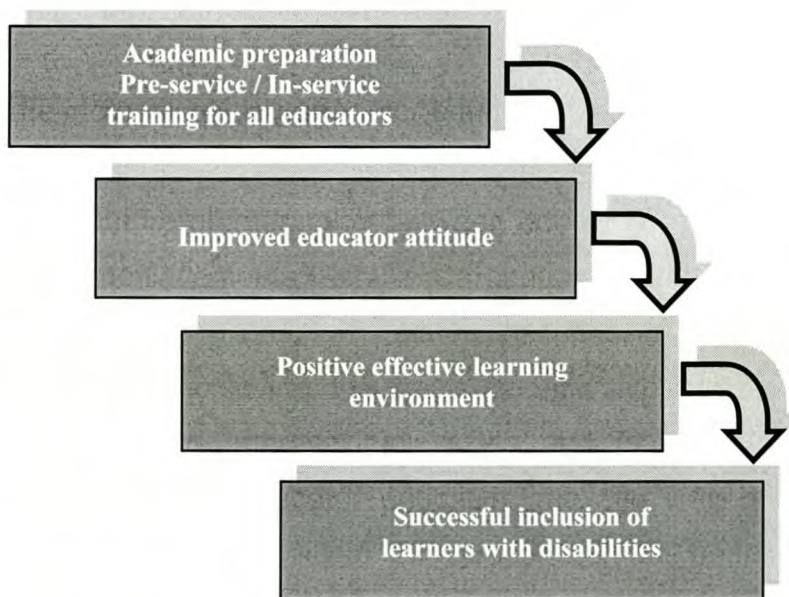 Academic preparation
Pre-service / In-service
training for all educators
Improved educator attitude
Positive effective learning
environment
Successful inclusion of
learners with disabilities